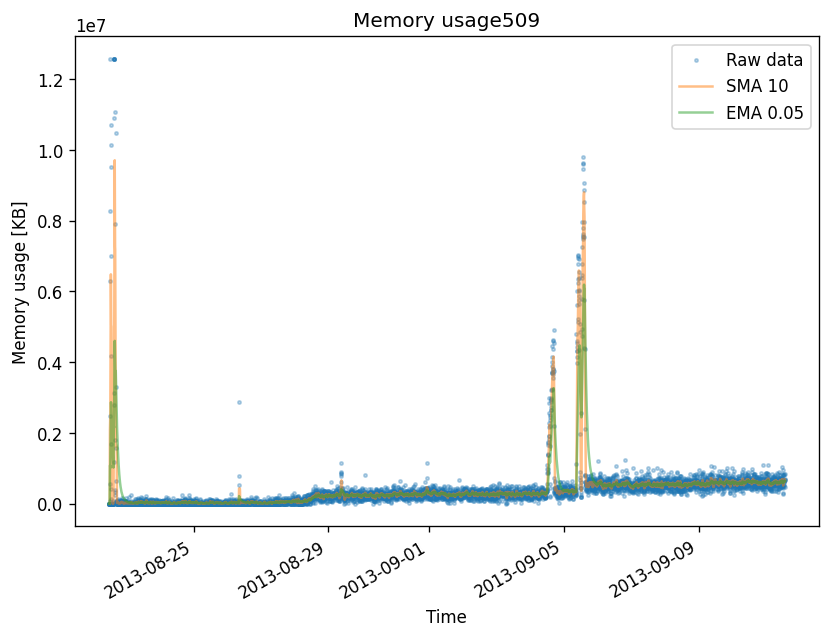 Memory usage509
1e7
Raw data
SMA 10
EMA 0.05
1.2
1.0
0.8
0.6
0.4
0.2
0.0
Memory usage [KB]
2013-08-25
2013-08-29
2013-09-01
2013-09-05
2013-09-09
Time